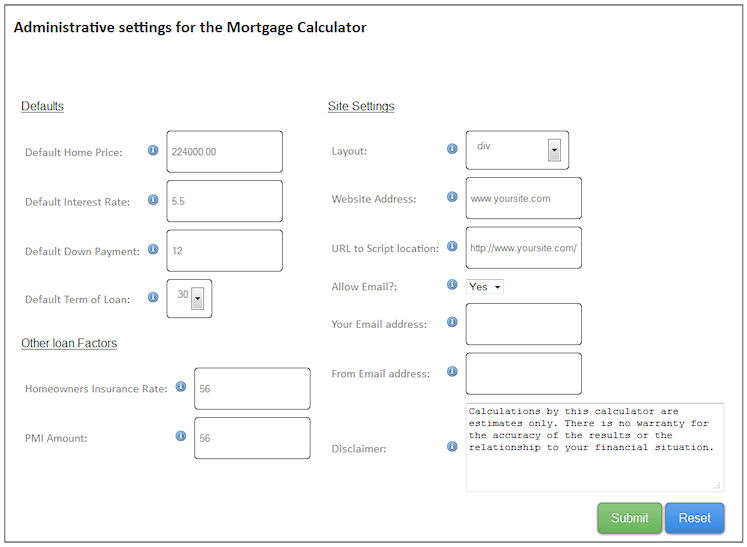 Administrative settings for the Mortgage Calculator
Defaults
Default Home Price: 224000.00
Default Interest Rate: 5.5
Default Down Payment: 12
Default Term of Loan: 30
Other loan Factors
Homeowners Insurance Rate: 56
PMI Amount: 56
Site Settings
Layout: div
Website Address: www.yoursite.com
URL to Script location: http://www.yoursite.com/
Allow Email?: Yes
Your Email address:
From Email address:
Disclaimer:
Calculations by this calculator are
estimates only. There is no warranty for
the accuracy of the results or the
relationship to your financial situation.
Submit Reset